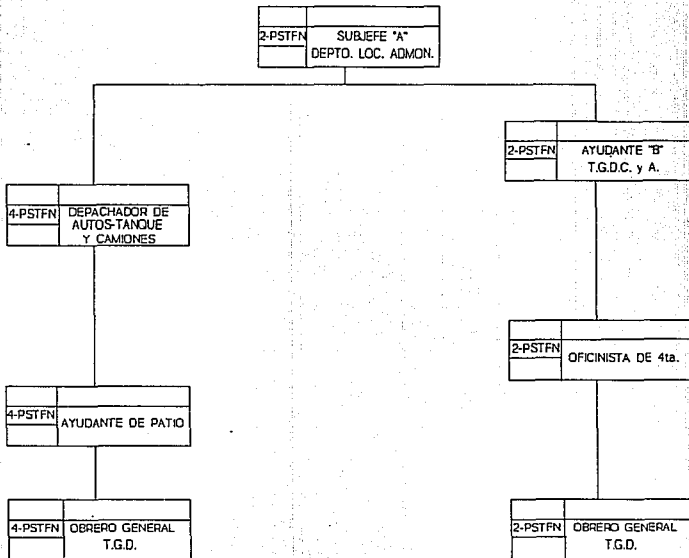 2-PSTFN SUBJEFE "A"
DEPTO. LOC. ADMON.
2-PSTFN AYUDANTE "B"
T.G.D.C. y A.
4-PSTFN DEPACHADOR DE
AUTOS-TANQUE
Y CAMIONES
2-PSTFN OFICINISTA DE 4ta.
4-PSTFN AYUDANTE DE PATIO
4-PSTFN OBRERO GENERAL
T.G.D.
2-PSTFN OBRERO GENERAL
T.G.D.